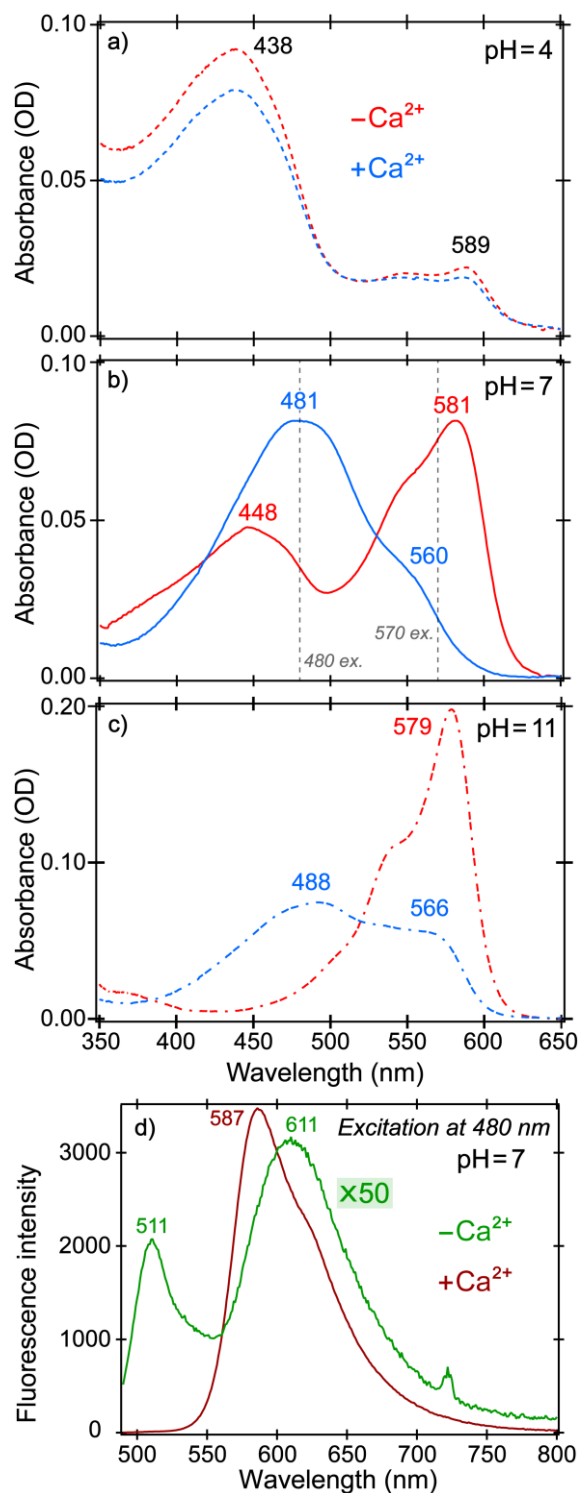 0.10
a)
438
pH=4
−Ca²⁺
+Ca²⁺
0.05
589
Absorbance (OD)
0.00
0.10
b)
481
581
pH=7
448
0.05
560
Absorbance (OD)
480 ex.
570 ex.
0.00
0.20
c)
579
pH=11
0.10
488
566
Absorbance (OD)
0.00
350 400 450 500 550 600 650
Wavelength (nm)
d)
587
611
Excitation at 480 nm
pH=7
3000
×50
511
−Ca²⁺
+Ca²⁺
2000
1000
Fluorescence intensity
0
500 550 600 650 700 750 800
Wavelength (nm)